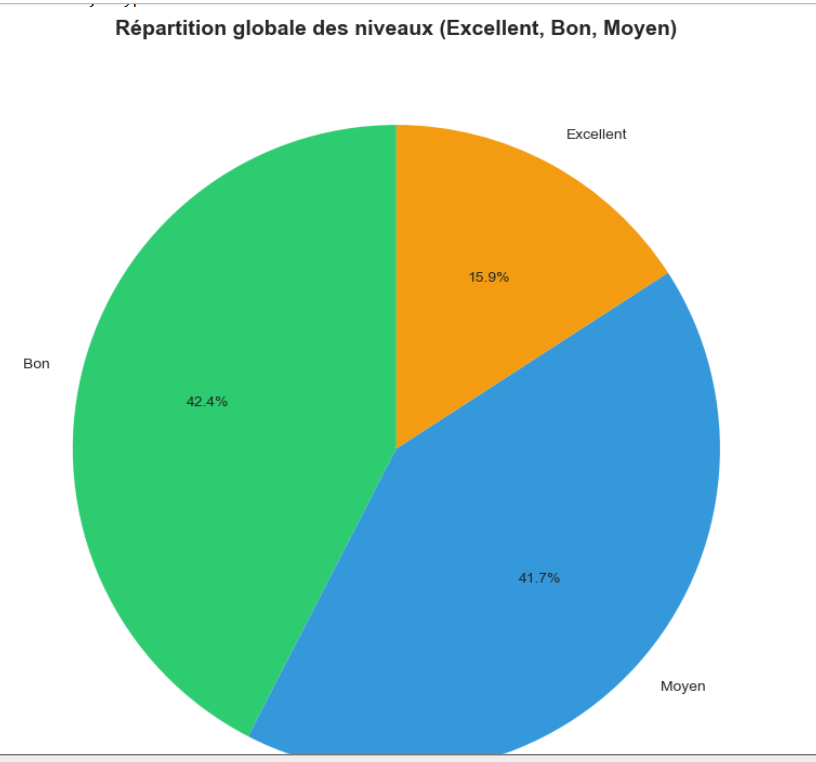 Répartition globale des niveaux (Excellent, Bon, Moyen)
Excellent
15.9%
Bon
42.4%
41.7%
Moyen